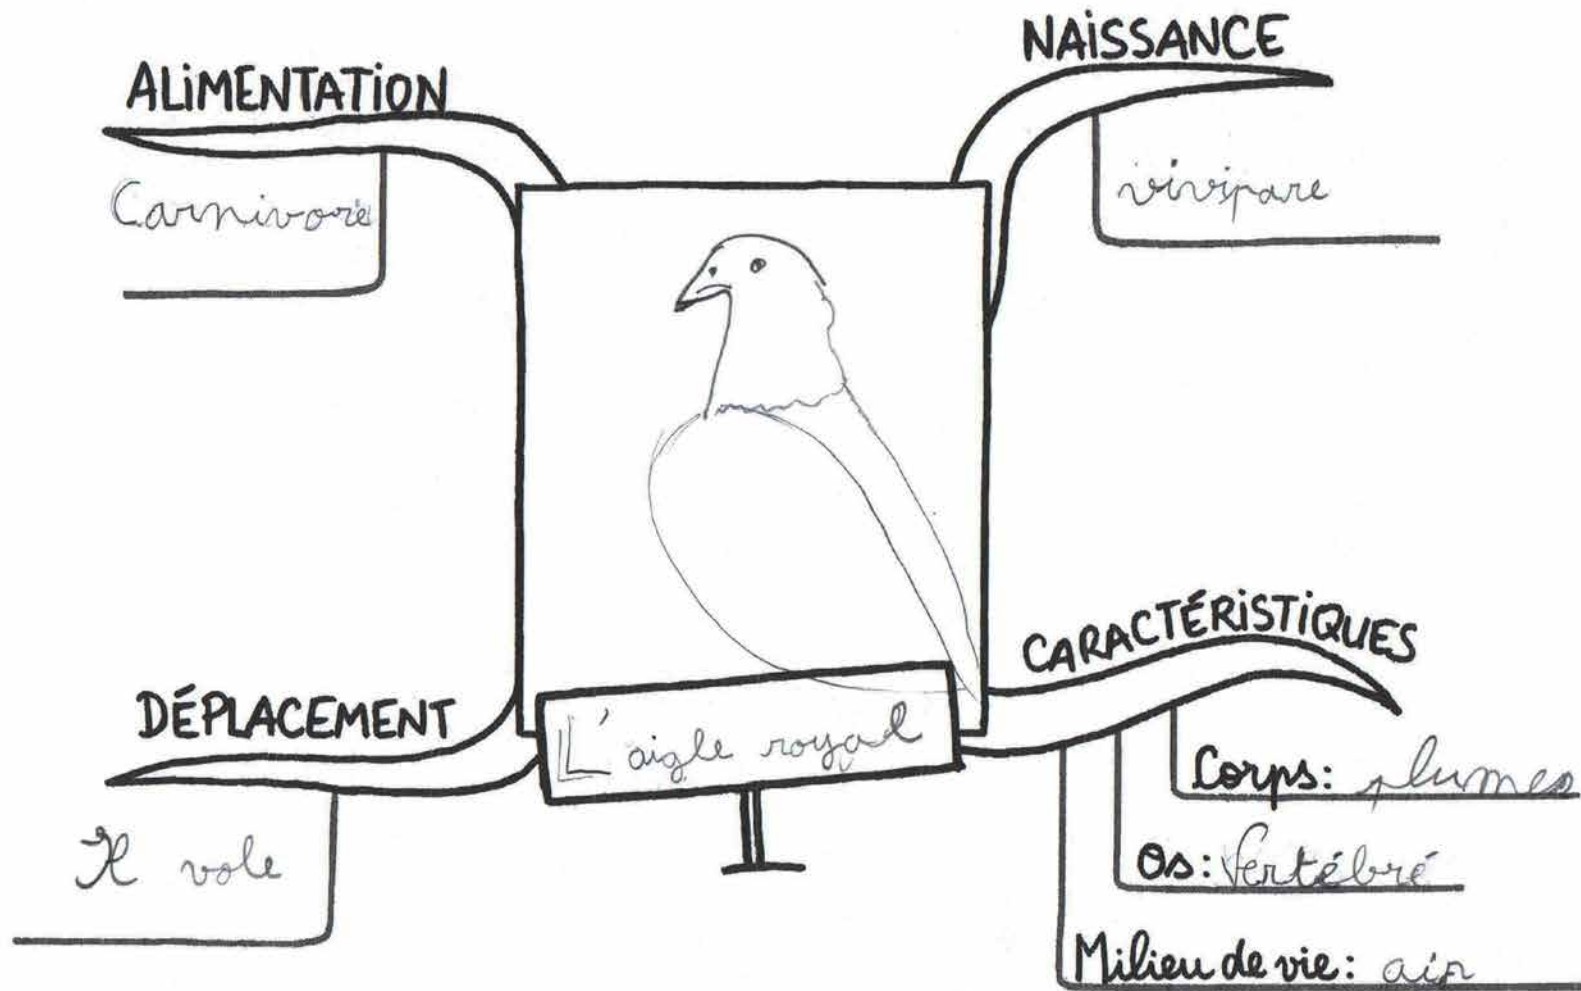 ALIMENTATION
Carnivore
NAISSANCE
vivipare
DÉPLACEMENT
Il vole
L'aigle royal
CARACTÉRISTIQUES
Corps: plumes
Os: Vertébré
Milieu de vie: air